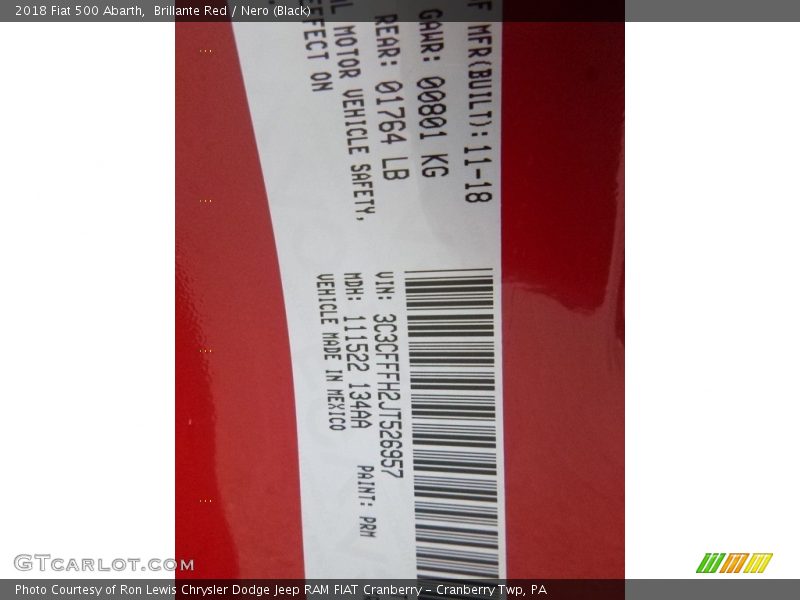 2018 Fiat 500 Abarth,  Brillante Red / Nero (Black)
F MFR(BUILT): 11-18
GAWR: 00801 KG
REAR: 01764 LB
L MOTOR VEHICLE SAFETY,
EFFECT ON
VIN: 3C3CFFFH2JT526957
MDH: 111522 134AA PAINT: PRM
VEHICLE MADE IN MEXICO
GTcarlot.com
Photo Courtesy of Ron Lewis Chrysler Dodge Jeep RAM FIAT Cranberry – Cranberry Twp, PA